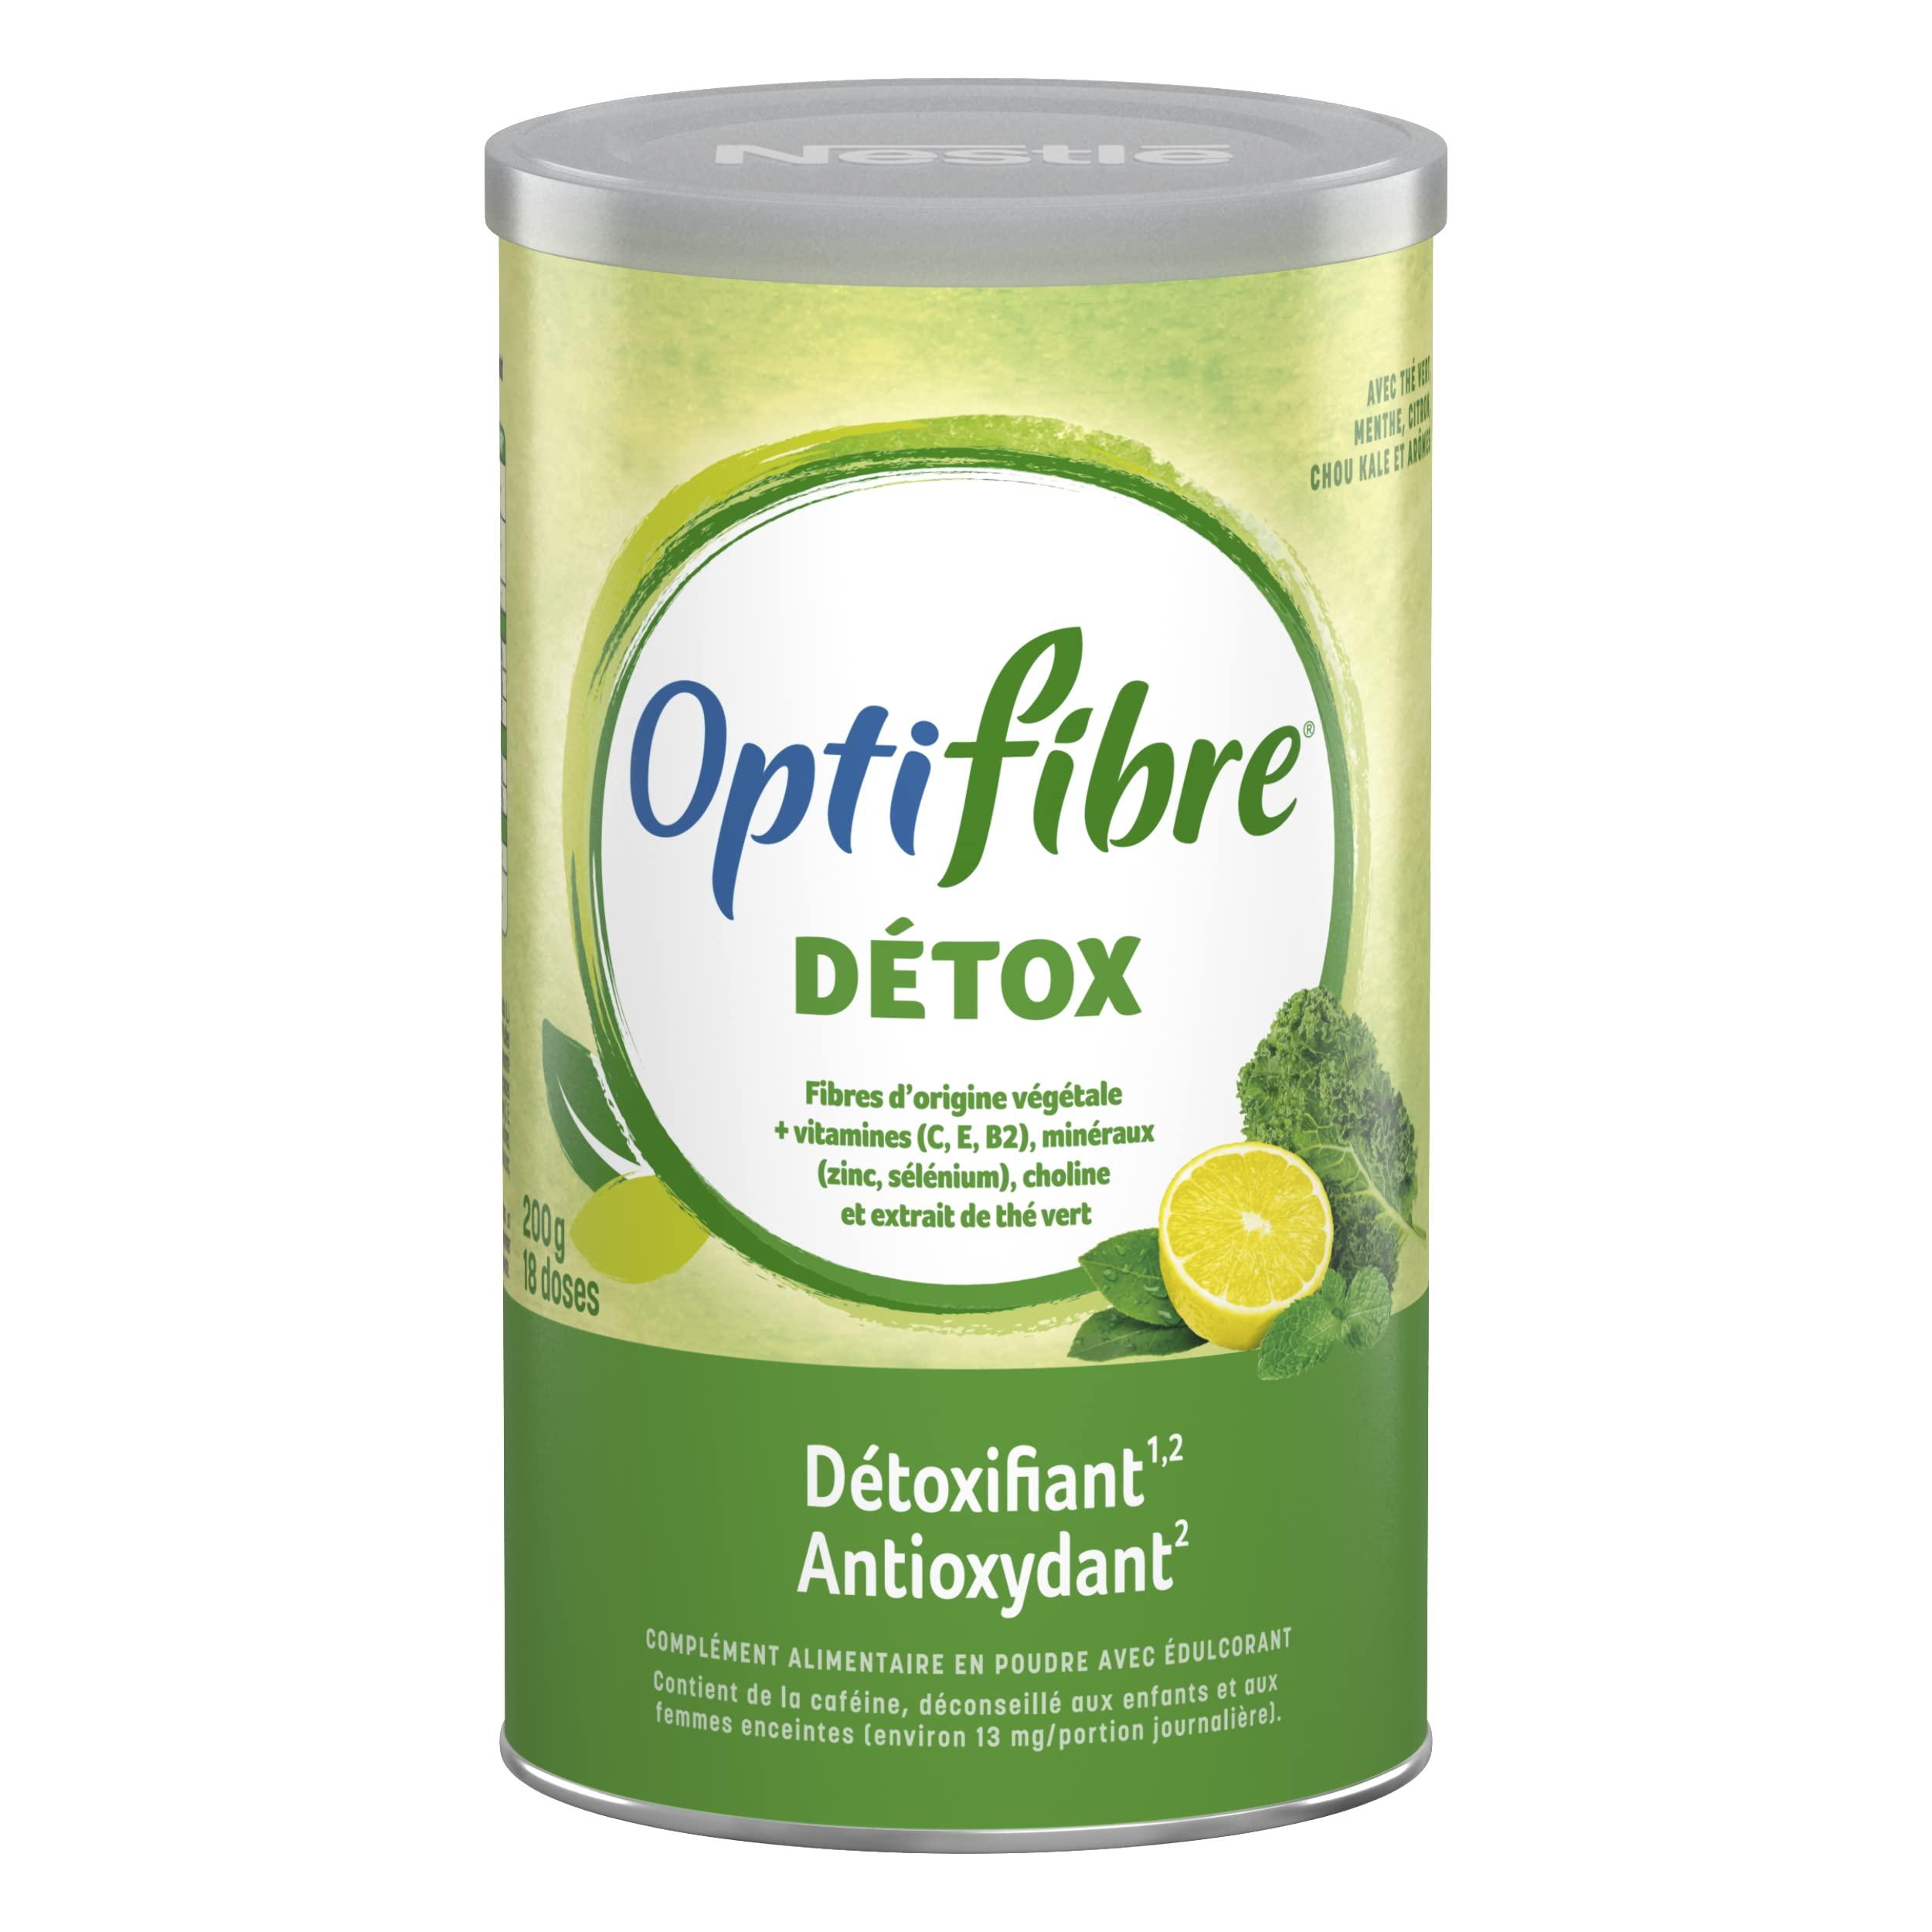 Nestlé
AVEC THÉ VERT,
MENTHE, CITRON,
CHOU KALE ET ARÔMES
Optifibre®
DÉTOX
Fibres d'origine végétale
+ vitamines (C, E, B2), minéraux
(zinc, sélénium), choline
et extrait de thé vert
200g
18 doses
Détoxifiant1,2
Antioxydant2
COMPLÉMENT ALIMENTAIRE EN POUDRE AVEC ÉDULCORANT
Contient de la caféine, déconseillé aux enfants et aux
femmes enceintes (environ 13 mg/portion journalière).